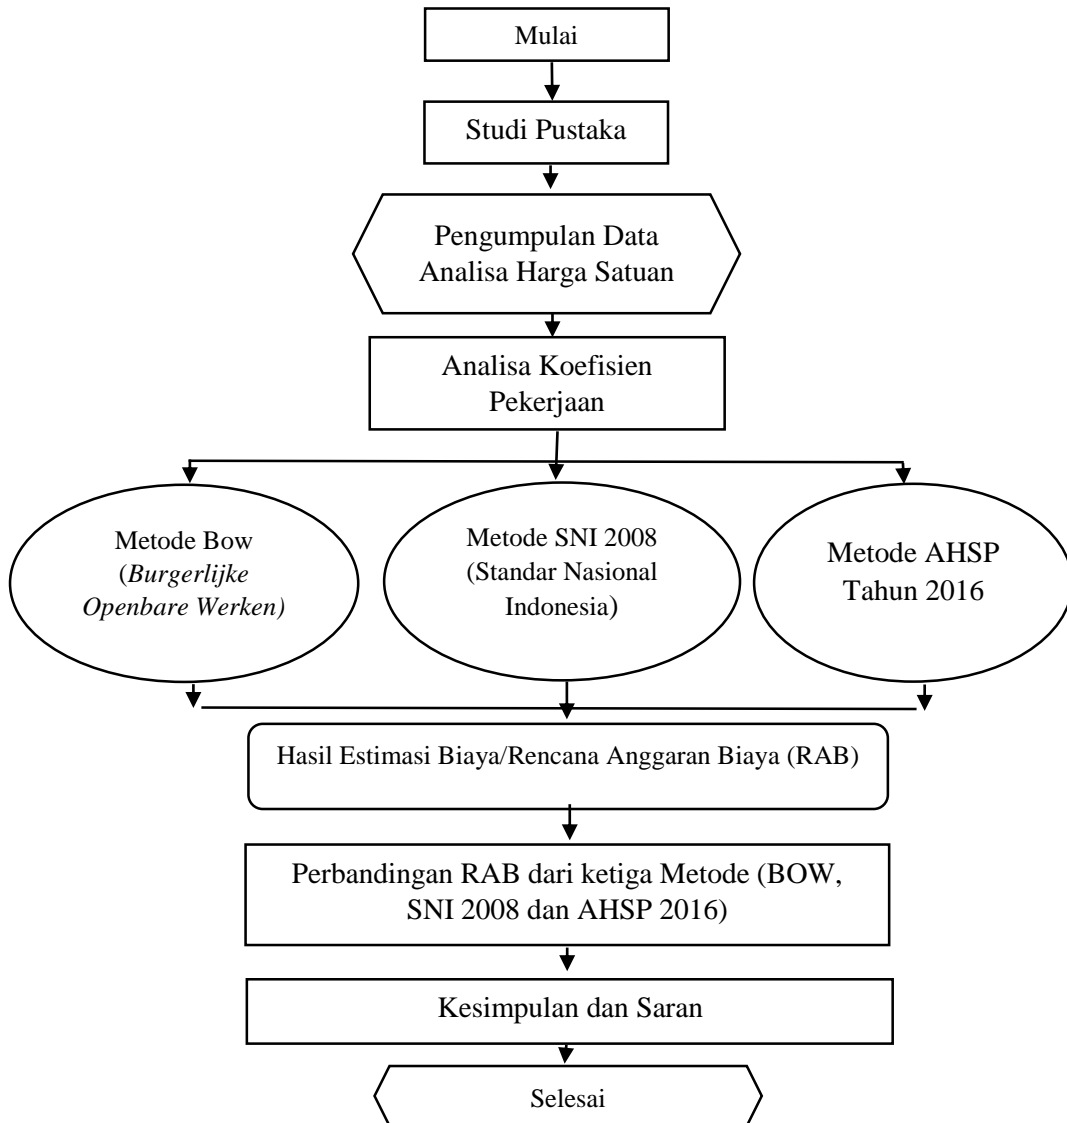 Mulai
Studi Pustaka
Pengumpulan Data
Analisa Harga Satuan
Analisa Koefisien
Pekerjaan
Metode Bow
(Burgerlijke
Openbare Werken)
Metode SNI 2008
(Standar Nasional
Indonesia)
Metode AHSP
Tahun 2016
Hasil Estimasi Biaya/Rencana Anggaran Biaya (RAB)
Perbandingan RAB dari ketiga Metode (BOW,
SNI 2008 dan AHSP 2016)
Kesimpulan dan Saran
Selesai